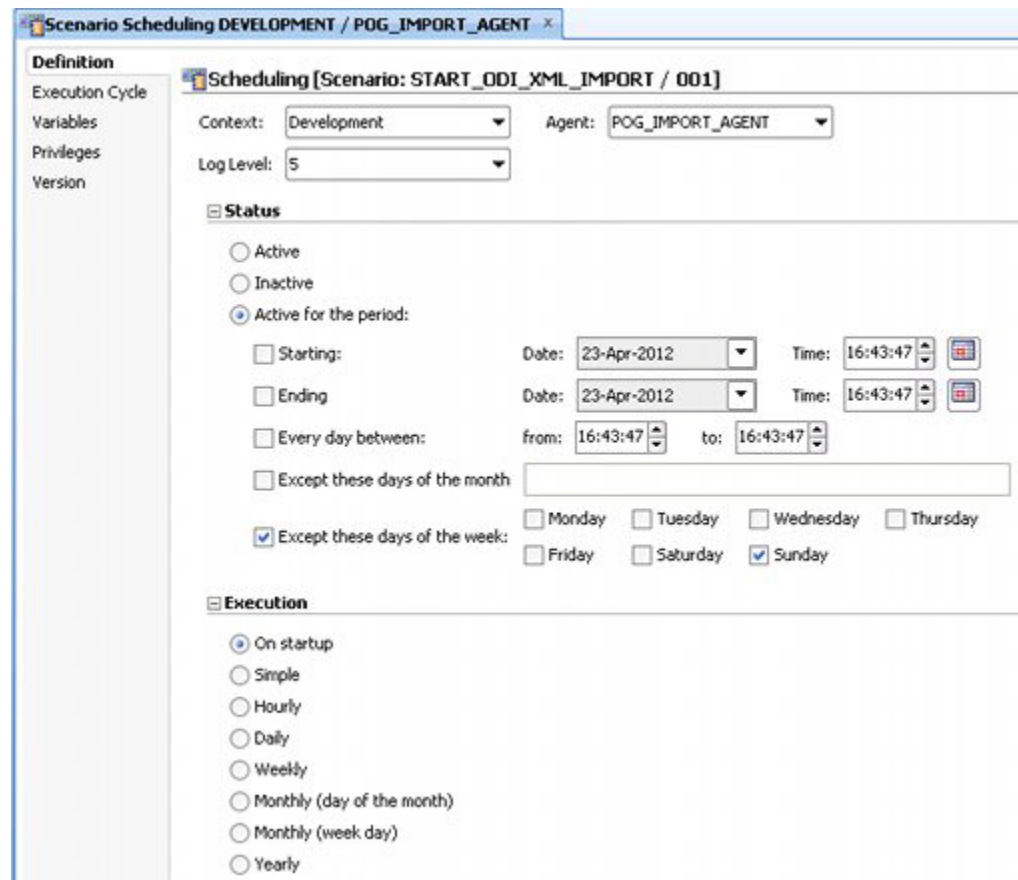 Scenario Scheduling DEVELOPMENT / POG_IMPORT_AGENT ×
Definition
Execution Cycle
Variables
Privileges
Version
Scheduling [Scenario: START_ODI_XML_IMPORT / 001]
Context: Development Agent: POG_IMPORT_AGENT
Log Level: 5
Status
Active
Inactive
Active for the period:
Starting: Date: 23-Apr-2012 Time: 16:43:47
Ending Date: 23-Apr-2012 Time: 16:43:47
Every day between: from: 16:43:47 to: 16:43:47
Except these days of the month
Except these days of the week: Monday Tuesday Wednesday Thursday
Friday Saturday Sunday
Execution
On startup
Simple
Hourly
Daily
Weekly
Monthly (day of the month)
Monthly (week day)
Yearly